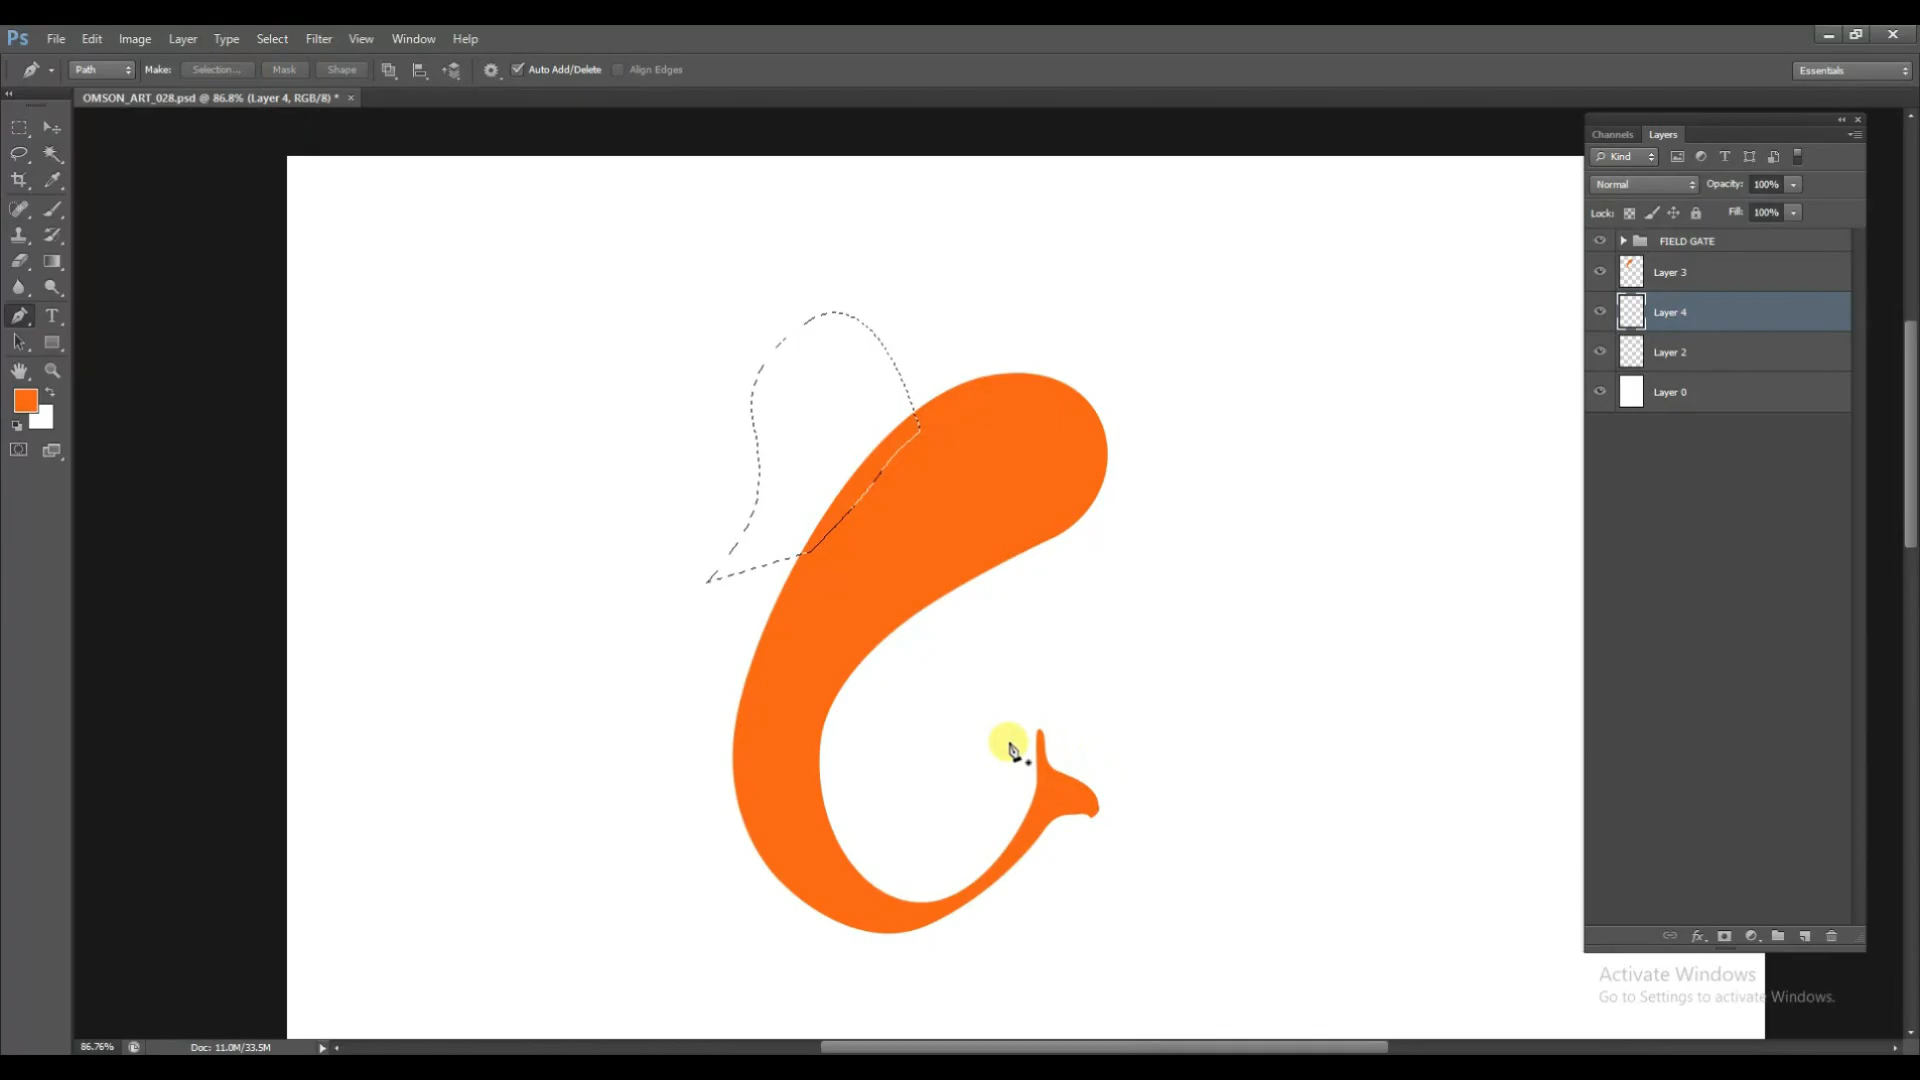 Ps File Edit Image Layer Type Select Filter View Window Help
Path Make: Selection... Mask Shape Auto Add/Delete Align Edges Essentials
OMSON_ART_028.psd @ 86.8% (Layer 4, RGB/8) * ×
Channels Layers
Kind
Normal Opacity: 100%
Lock: Fill: 100%
FIELD GATE
Layer 3
Layer 4
Layer 2
Layer 0
Activate Windows
Go to Settings to activate Windows.
86.76% Doc: 11.0M/33.5M